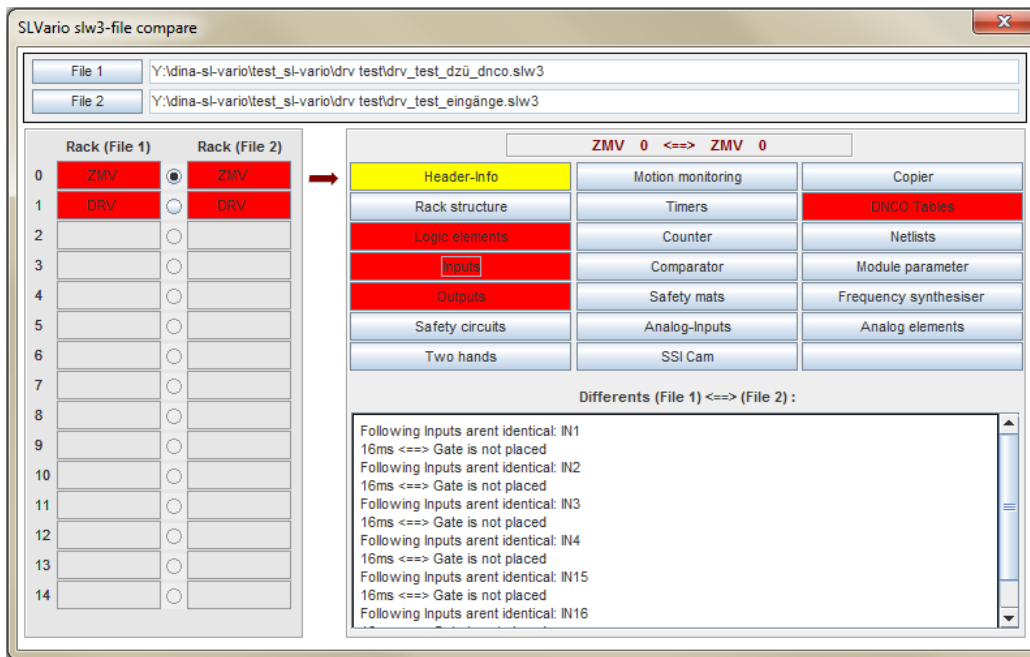 SLVario slw3-file compare
File 1 Y:\dina-sl-vario\test_sl-vario\drv test\drv_test_dzü_dnco.slw3
File 2 Y:\dina-sl-vario\test_sl-vario\drv test\drv_test_eingänge.slw3
Rack (File 1) Rack (File 2)
0 ZMV ZMV
1 DRV DRV
2
3
4
5
6
7
8
9
10
11
12
13
14
ZMV 0 <==> ZMV 0
Header-Info Motion monitoring Copier
Rack structure Timers DNCO Tables
Logic elements Counter Netlists
Inputs Comparator Module parameter
Outputs Safety mats Frequency synthesiser
Safety circuits Analog-Inputs Analog elements
Two hands SSI Cam
Differents (File 1) <==> (File 2) :
Following Inputs arent identical: IN1
16ms <==> Gate is not placed
Following Inputs arent identical: IN2
16ms <==> Gate is not placed
Following Inputs arent identical: IN3
16ms <==> Gate is not placed
Following Inputs arent identical: IN4
16ms <==> Gate is not placed
Following Inputs arent identical: IN15
16ms <==> Gate is not placed
Following Inputs arent identical: IN16